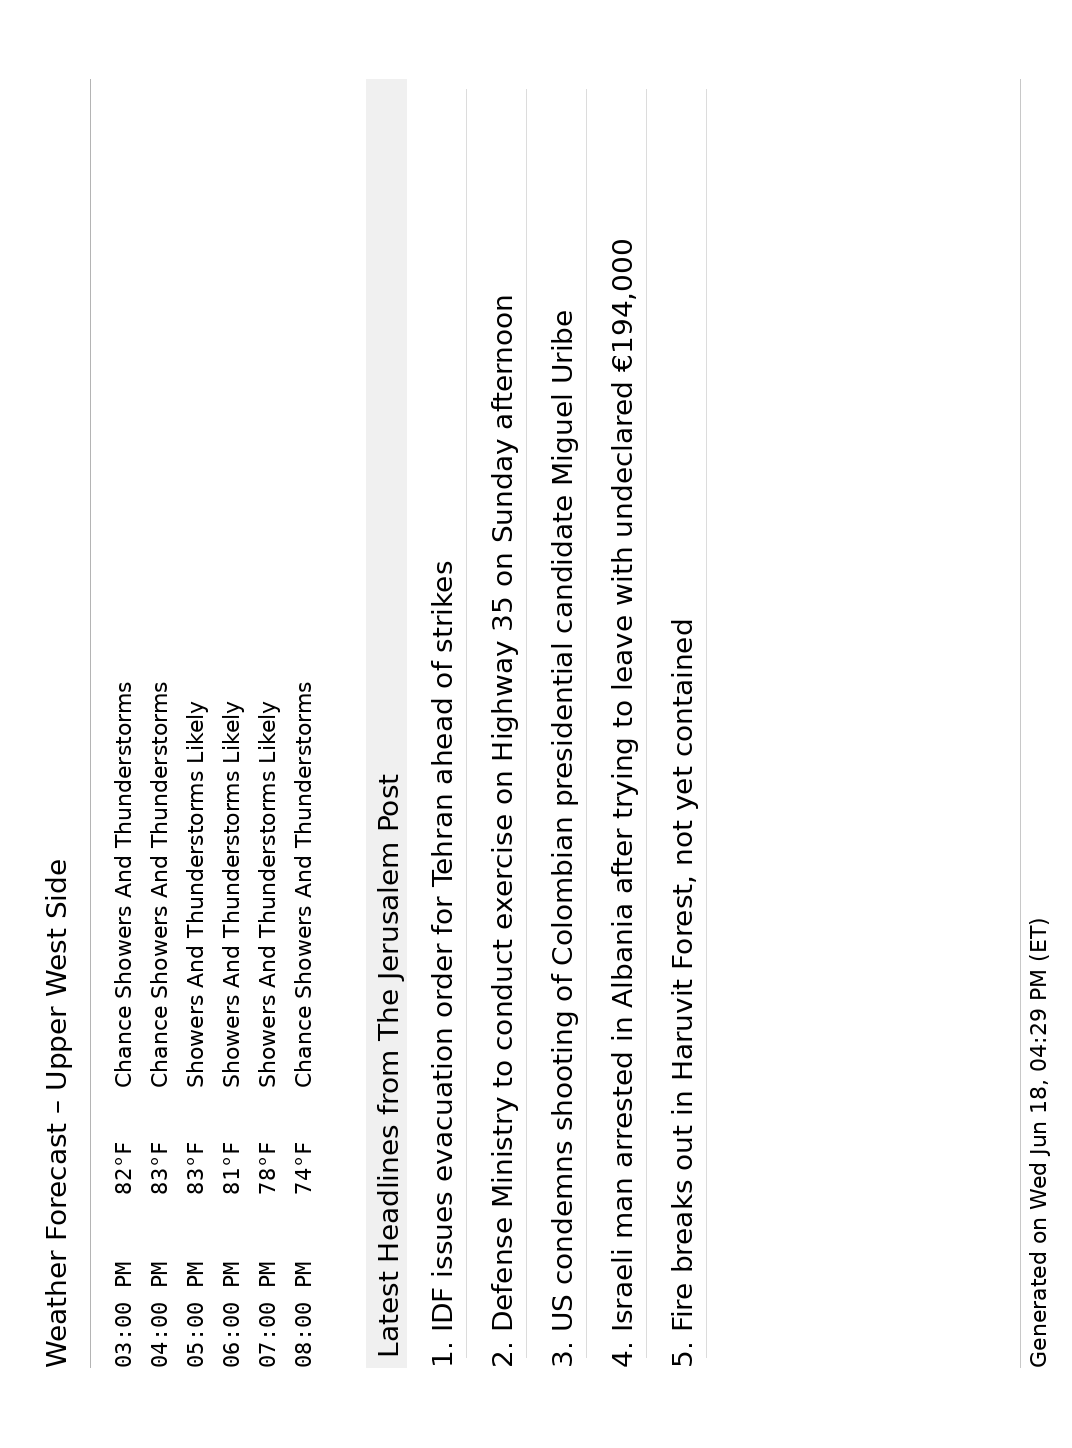 Weather Forecast – Upper West Side
03:00 PM 82°F Chance Showers And Thunderstorms
04:00 PM 83°F Chance Showers And Thunderstorms
05:00 PM 83°F Showers And Thunderstorms Likely
06:00 PM 81°F Showers And Thunderstorms Likely
07:00 PM 78°F Showers And Thunderstorms Likely
08:00 PM 74°F Chance Showers And Thunderstorms
Latest Headlines from The Jerusalem Post
1. IDF issues evacuation order for Tehran ahead of strikes
2. Defense Ministry to conduct exercise on Highway 35 on Sunday afternoon
3. US condemns shooting of Colombian presidential candidate Miguel Uribe
4. Israeli man arrested in Albania after trying to leave with undeclared €194,000
5. Fire breaks out in Haruvit Forest, not yet contained
Generated on Wed Jun 18, 04:29 PM (ET)